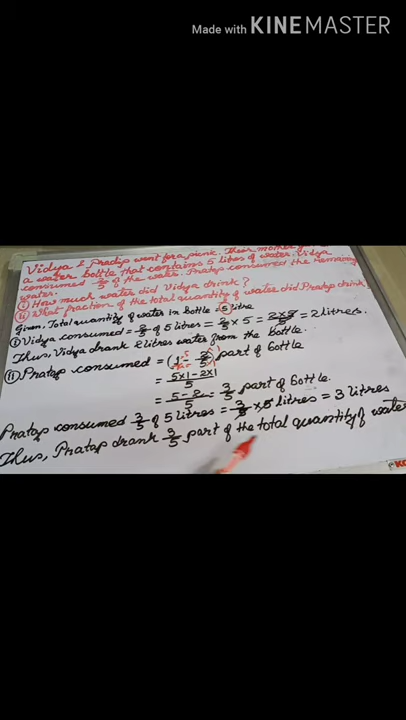 Made with KINEMASTER
Vidya & Pradip went for a picnic. Their mother
a water bottle that contains 5 litres of water. Vidya
consumed 2/5 of the water. Pratap consumed the remaining
water.
(i) How much water did Vidya drink?
(ii) What fraction of the total quantity of water did Pratap drink
Given, Total quantity of water in bottle = 5 litre
(i) Vidya consumed = 2/5 of 5 litres = 2/5 × 5 = 2×5/5 = 2 litres.
Thus, Vidya drank 2 litres water from the bottle.
(ii) Pratap consumed = (1 - 2/5) part of bottle
= 5×1-2×1/5
= 5-2/5 = 3/5 part of bottle.
Pratap consumed 3/5 of 5 litres = 3/5 × 5 litres = 3 litres
Thus, Pratap drank 3/5 part of the total quantity of water